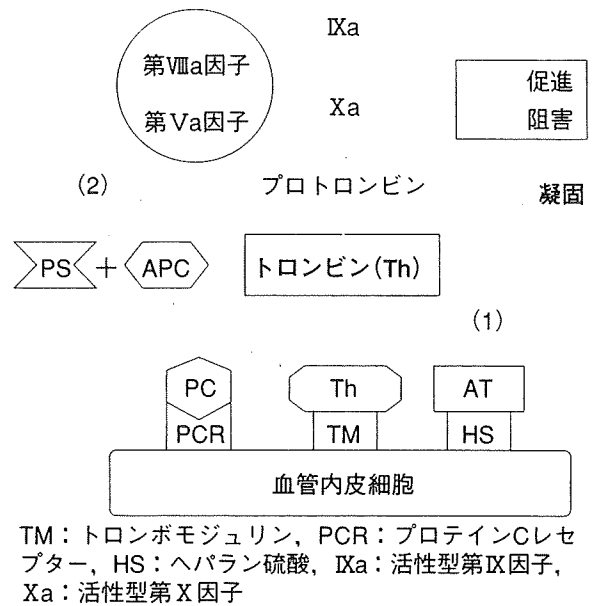 Ⅸa
第Ⅷa因子
促進
Xa
第Ⅴa因子
阻害
(2)
プロトロンビン
凝固
PS + APC
トロンビン(Th)
(1)
PC
Th
AT
PCR
TM
HS
血管内皮細胞
TM：トロンボモジュリン，PCR：プロテインCレセ
プター，HS：ヘパラン硫酸，Ⅸa：活性型第Ⅸ因子，
Ⅹa：活性型第Ⅹ因子